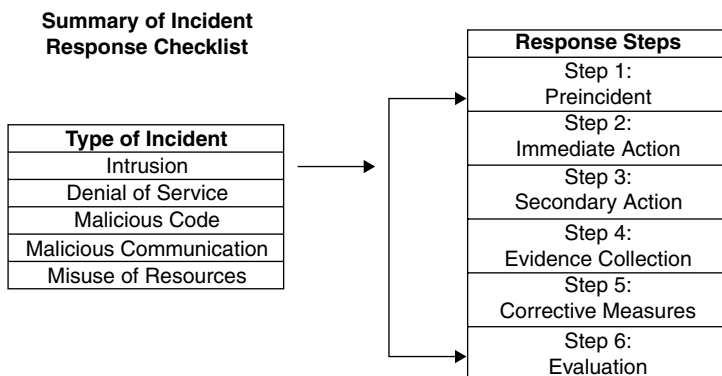 Summary of Incident
Response Checklist
Type of Incident
Intrusion
Denial of Service
Malicious Code
Malicious Communication
Misuse of Resources
Response Steps
Step 1:
Preincident
Step 2:
Immediate Action
Step 3:
Secondary Action
Step 4:
Evidence Collection
Step 5:
Corrective Measures
Step 6:
Evaluation